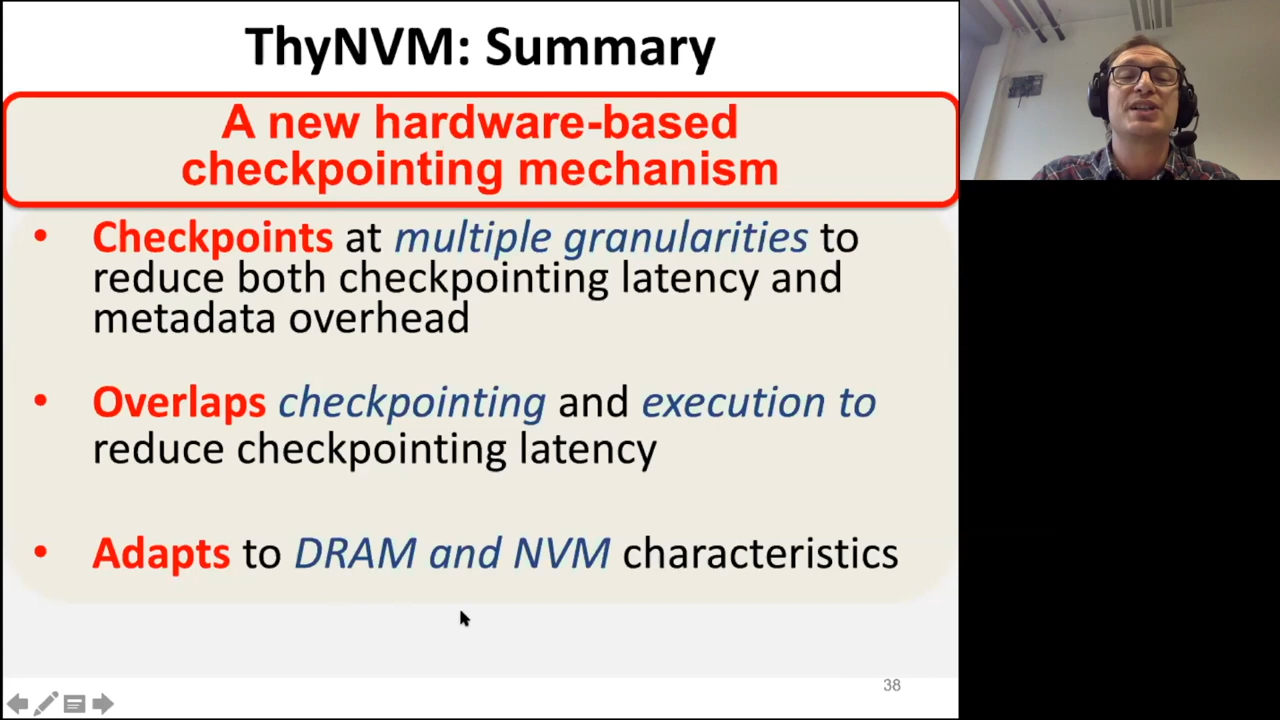 ThyNVM: Summary
A new hardware-based
checkpointing mechanism
• Checkpoints at multiple granularities to
reduce both checkpointing latency and
metadata overhead
• Overlaps checkpointing and execution to
reduce checkpointing latency
• Adapts to DRAM and NVM characteristics
38